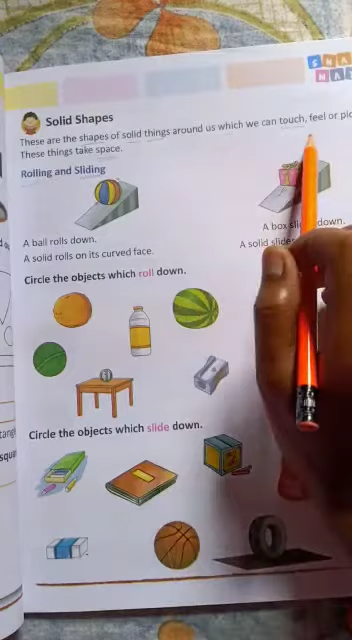 SHA
Solid Shapes
These are the shapes of solid things around us which we can touch, feel or
These things take space.
Rolling and Sliding
A ball rolls down.
A box down.
A solid rolls on its curved face.
A solid slides
Circle the objects which roll down.
Circle the objects which slide down.